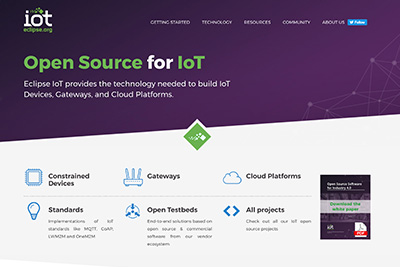 iot
eclipse.org
GETTING STARTED TECHNOLOGY RESOURCES COMMUNITY ABOUT US Follow
Open Source for IoT
Eclipse IoT provides the technology needed to build IoT
Devices, Gateways, and Cloud Platforms.
Constrained
Devices
Gateways
Cloud Platforms
Standards
Implementations of IoT
standards like MQTT, CoAP,
LWM2M and OneM2M
Open Testbeds
End-to-end solutions based on
open source & commercial
software from our vendor
ecosystem.
All projects
Check out all our IoT open
source projects
Open Source Software
for Industry 4.0
Download the
white paper
iot
PDF